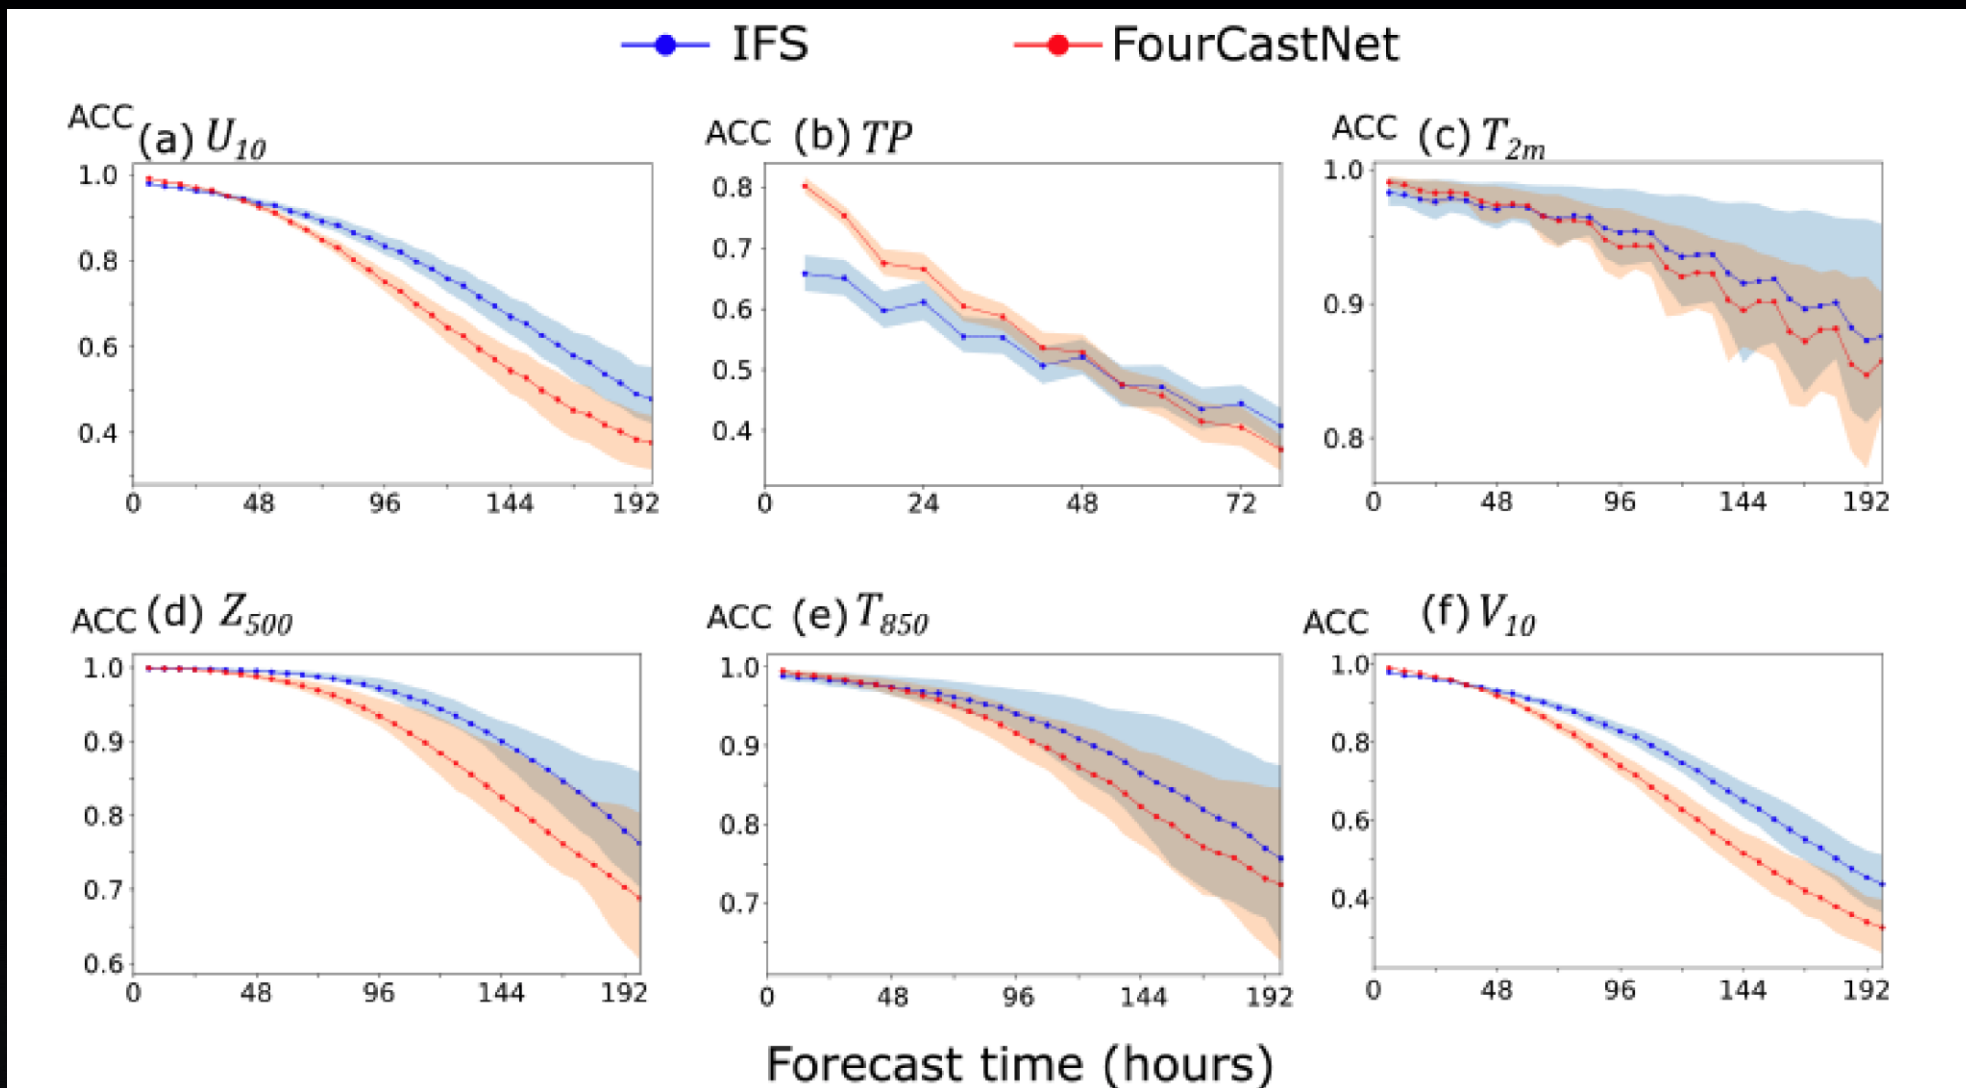 IFS FourCastNet
ACC (a) U10
1.0
0.8
0.6
0.4
0 48 96 144 192
ACC (b) TP
0.8
0.7
0.6
0.5
0.4
0 24 48 72
ACC (c) T2m
1.0
0.9
0.8
0 48 96 144 192
ACC (d) Z500
1.0
0.9
0.8
0.7
0.6
0 48 96 144 192
ACC (e) T850
1.0
0.9
0.8
0.7
0 48 96 144 192
ACC (f) V10
1.0
0.8
0.6
0.4
0 48 96 144 192
Forecast time (hours)